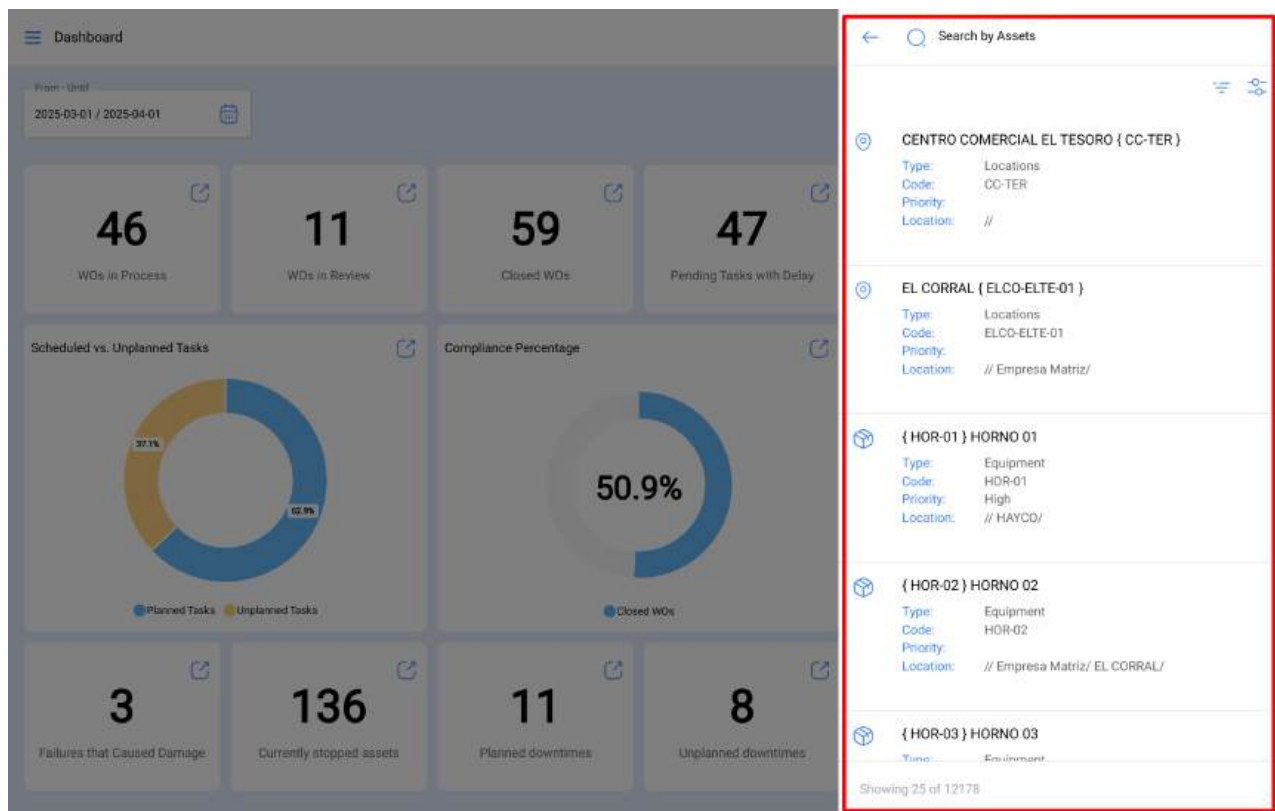 Dashboard
From - Until
2025-03-01 / 2025-04-01
46
WOs in Process
11
WOs in Review
59
Closed WOs
47
Pending Tasks with Delay
Scheduled vs. Unplanned Tasks
37.1%
62.9%
Planned Tasks
Unplanned Tasks
Compliance Percentage
50.9%
Closed WOs
3
Failures that Caused Damage
136
Currently stopped assets
11
Planned downtimes
8
Unplanned downtimes
Search by Assets
CENTRO COMERCIAL EL TESORO { CC-TER }
Type: Locations
Code: CC-TER
Priority:
Location: //
EL CORRAL { ELCO-ELTE-01 }
Type: Locations
Code: ELCO-ELTE-01
Priority:
Location: // Empresa Matriz/
{ HOR-01 } HORNO 01
Type: Equipment
Code: HOR-01
Priority: High
Location: // HAYCO/
{ HOR-02 } HORNO 02
Type: Equipment
Code: HOR-02
Priority:
Location: // Empresa Matriz/ EL CORRAL/
{ HOR-03 } HORNO 03
Type: Equipment
Showing 25 of 12178